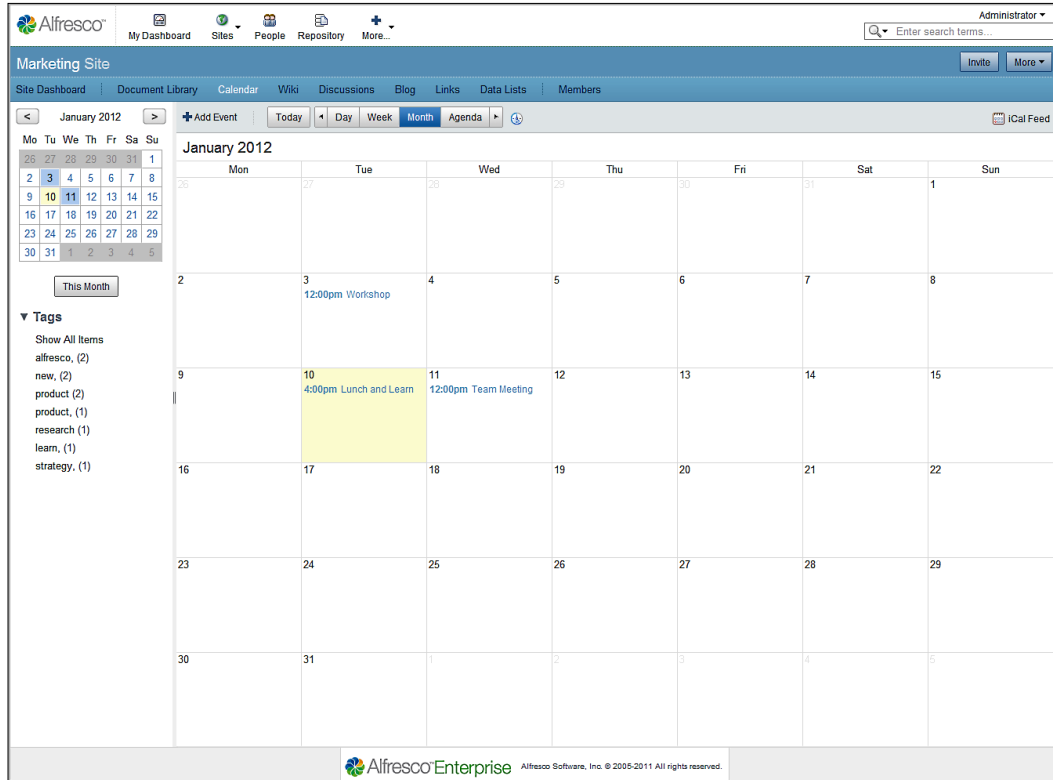 Alfresco™
My Dashboard Sites People Repository More...
Administrator
Enter search terms...
Marketing Site
Invite More
Site Dashboard Document Library Calendar Wiki Discussions Blog Links Data Lists Members
< January 2012 >
Mo Tu We Th Fr Sa Su
26 27 28 29 30 31 1
2 3 4 5 6 7 8
9 10 11 12 13 14 15
16 17 18 19 20 21 22
23 24 25 26 27 28 29
30 31 1 2 3 4 5
This Month
Tags
Show All Items
alfresco, (2)
new, (2)
product (2)
product, (1)
research (1)
learn, (1)
strategy, (1)
Add Event Today Day Week Month Agenda iCal Feed
January 2012
Mon Tue Wed Thu Fri Sat Sun
26 27 28 29 30 31 1
2 3 4 5 6 7 8
12:00pm Workshop
9 10 11 12 13 14 15
4:00pm Lunch and Learn 12:00pm Team Meeting
16 17 18 19 20 21 22
23 24 25 26 27 28 29
30 31 1 2 3 4 5
Alfresco™ Enterprise Alfresco Software, Inc. © 2005-2011 All rights reserved.